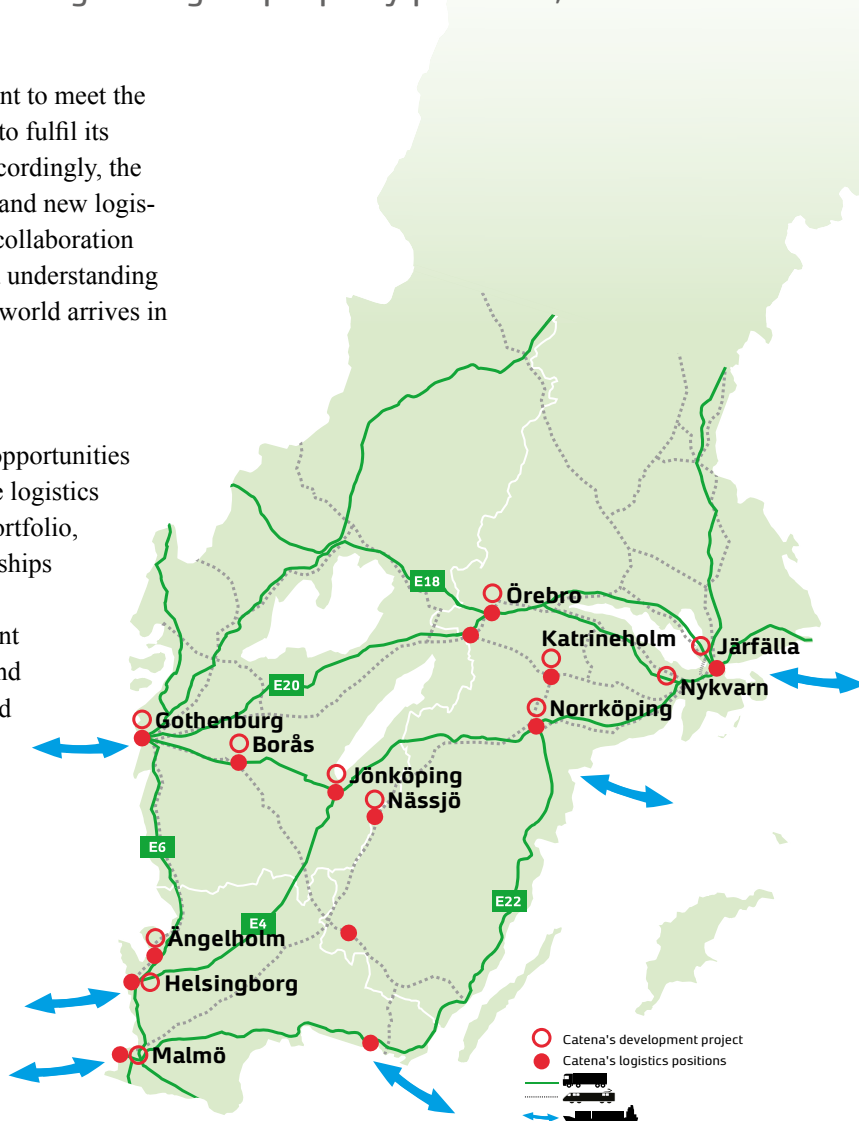 nt to meet the
to fulfil its
cordingly, the
and new logis-
collaboration
understanding
world arrives in
opportunities
logistics
ortfolio,
ships
nt
nd
d
E18
Örebro
Katrineholm
Järfälla
E20
Nykvarn
Norrköping
Gothenburg
Borås
Jönköping
Nässjö
E6
E22
E4
Ängelholm
Helsingborg
Malmö
Catena's development project
Catena's logistics positions